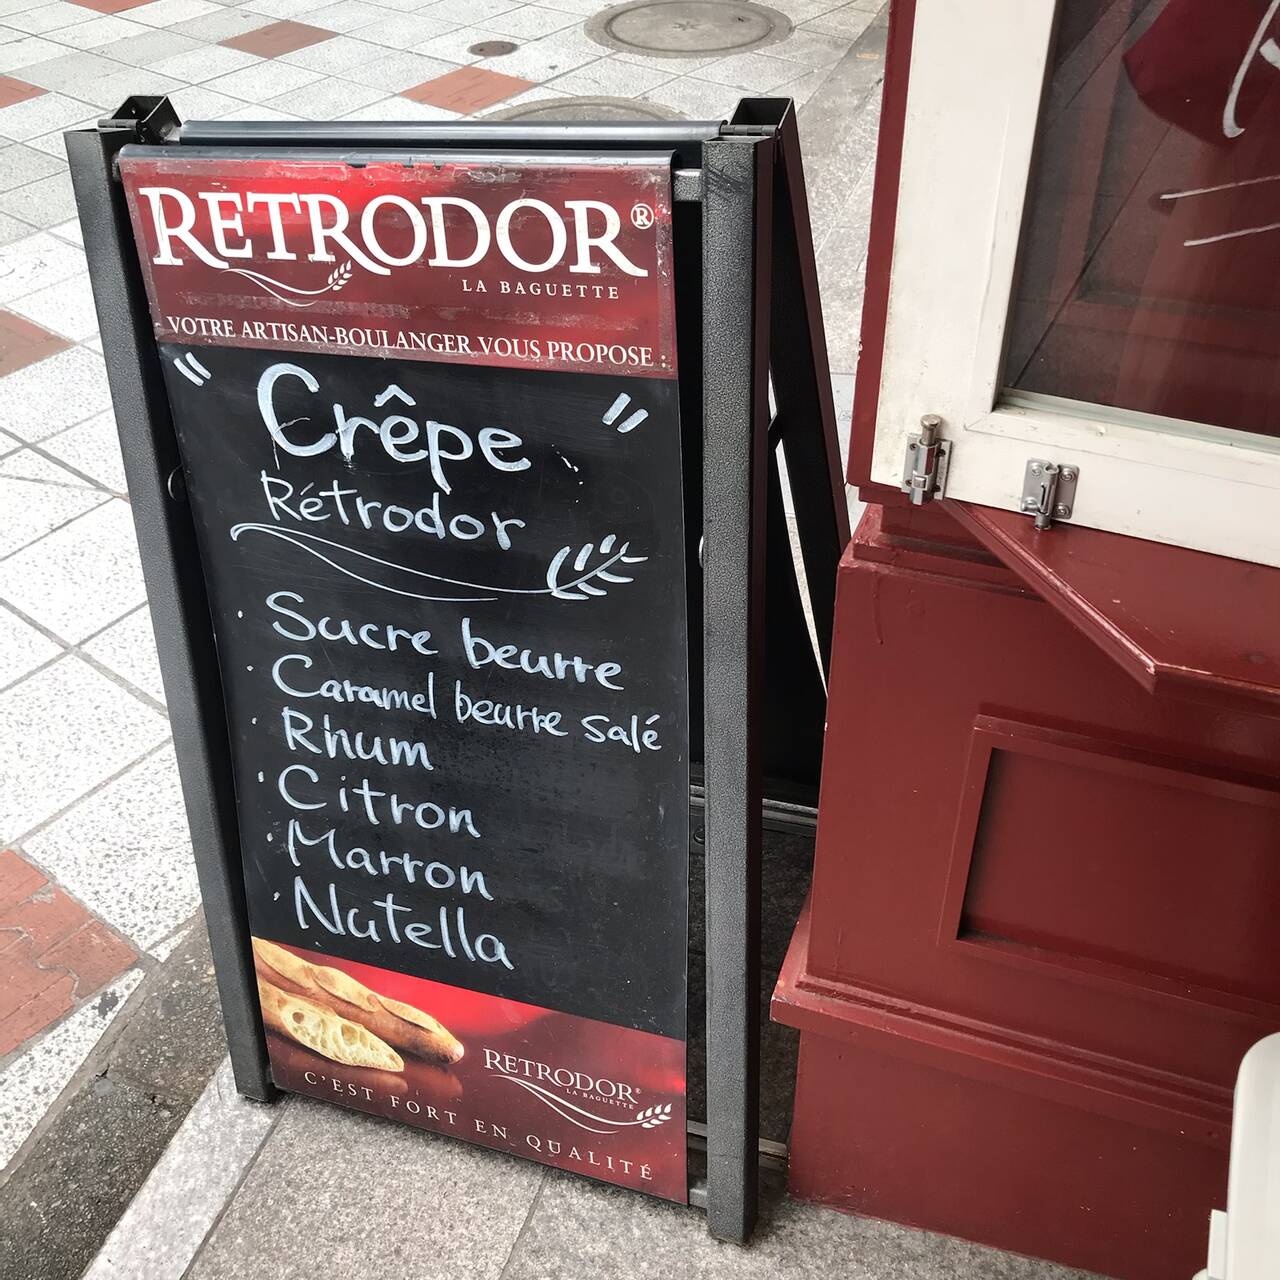 RETRODOR®
LA BAGUETTE
VOTRE ARTISAN-BOULANGER VOUS PROPOSE :
"Crêpe"
Rétrodor
· Sucre beurre
· Caramel beurre salé
· Rhum
· Citron
· Marron
· Nutella
RETRODOR®
LA BAGUETTE
C'EST FORT EN QUALITÉ